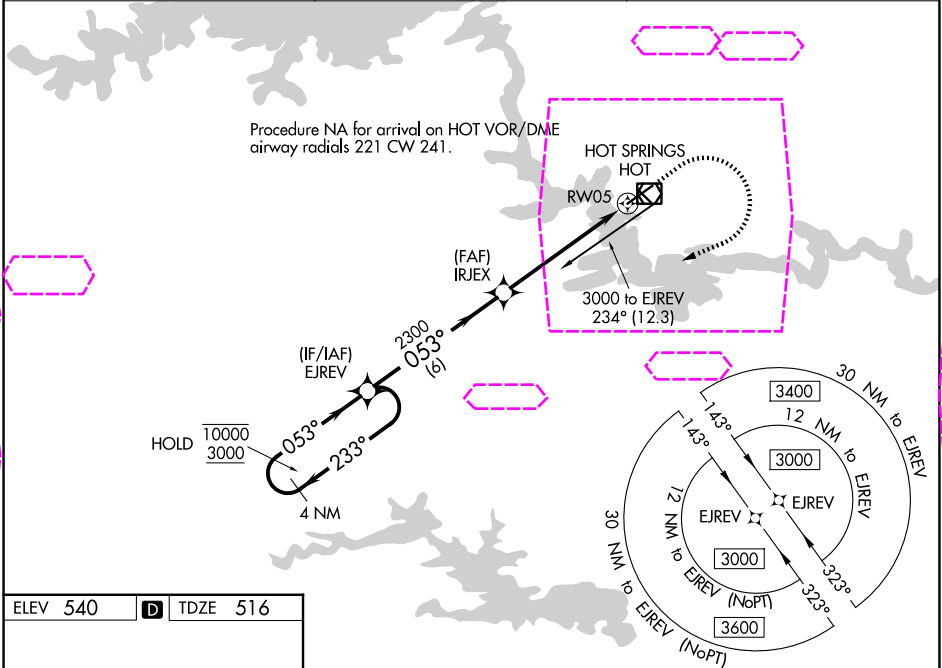 Procedure NA for arrival on HOT VOR/DME
airway radials 221 CW 241.
HOT SPRINGS
HOT
RW05
(FAF)
IRJEX
3000 to EJREV
234° (12.3)
2300
053°
(6)
(IF/IAF)
EJREV
HOLD
10000
3000
053°
233°
4 NM
30 NM to EJREV
3400
143°
12 NM to EJREV
3000
EJREV
323°
143°
EJREV
12 NM to EJREV (NoPT)
3000
323°
30 NM to EJREV (NoPT)
3600
ELEV 540 D TDZE 516